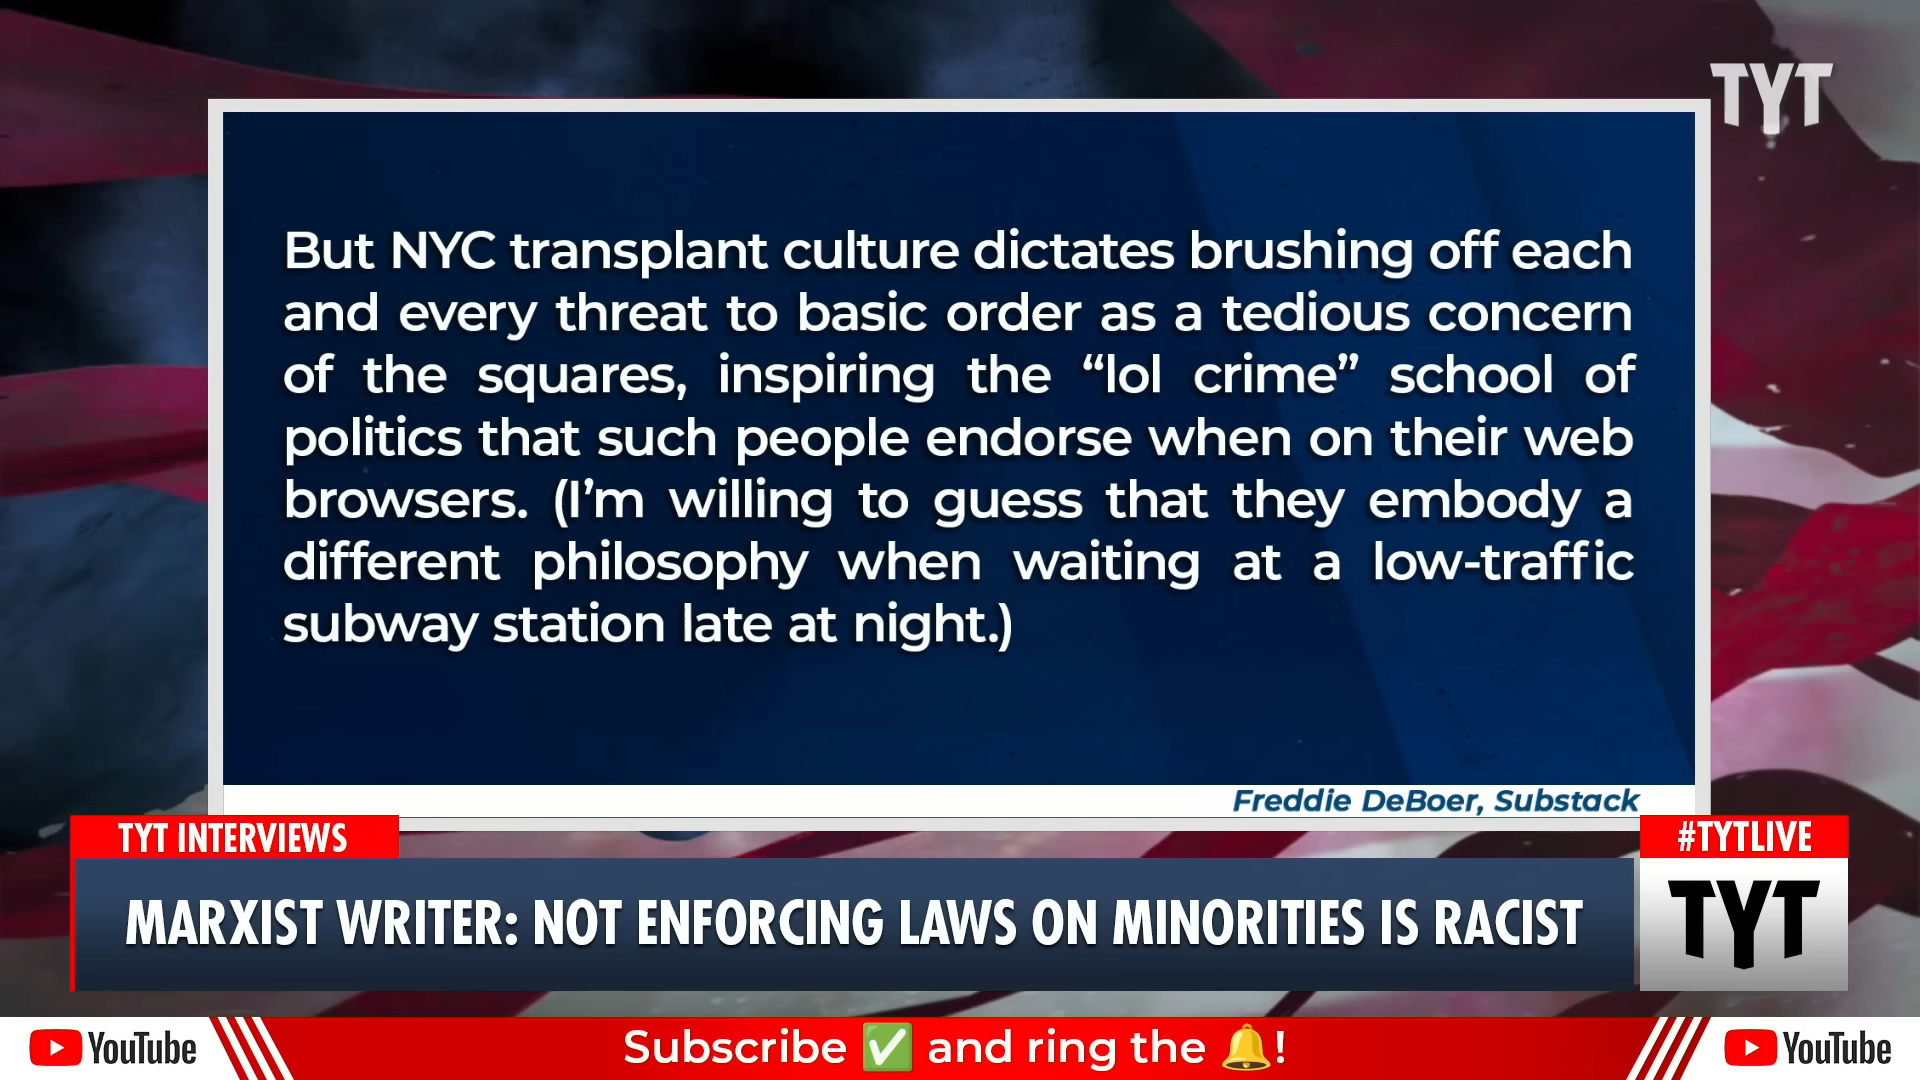 TYT
But NYC transplant culture dictates brushing off each
and every threat to basic order as a tedious concern
of the squares, inspiring the “lol crime” school of
politics that such people endorse when on their web
browsers. (I’m willing to guess that they embody a
different philosophy when waiting at a low-traffic
subway station late at night.)
Freddie DeBoer, Substack
TYT INTERVIEWS
#TYTLIVE
MARXIST WRITER: NOT ENFORCING LAWS ON MINORITIES IS RACIST
TYT
YouTube
Subscribe ✅ and ring the 🔔!
YouTube